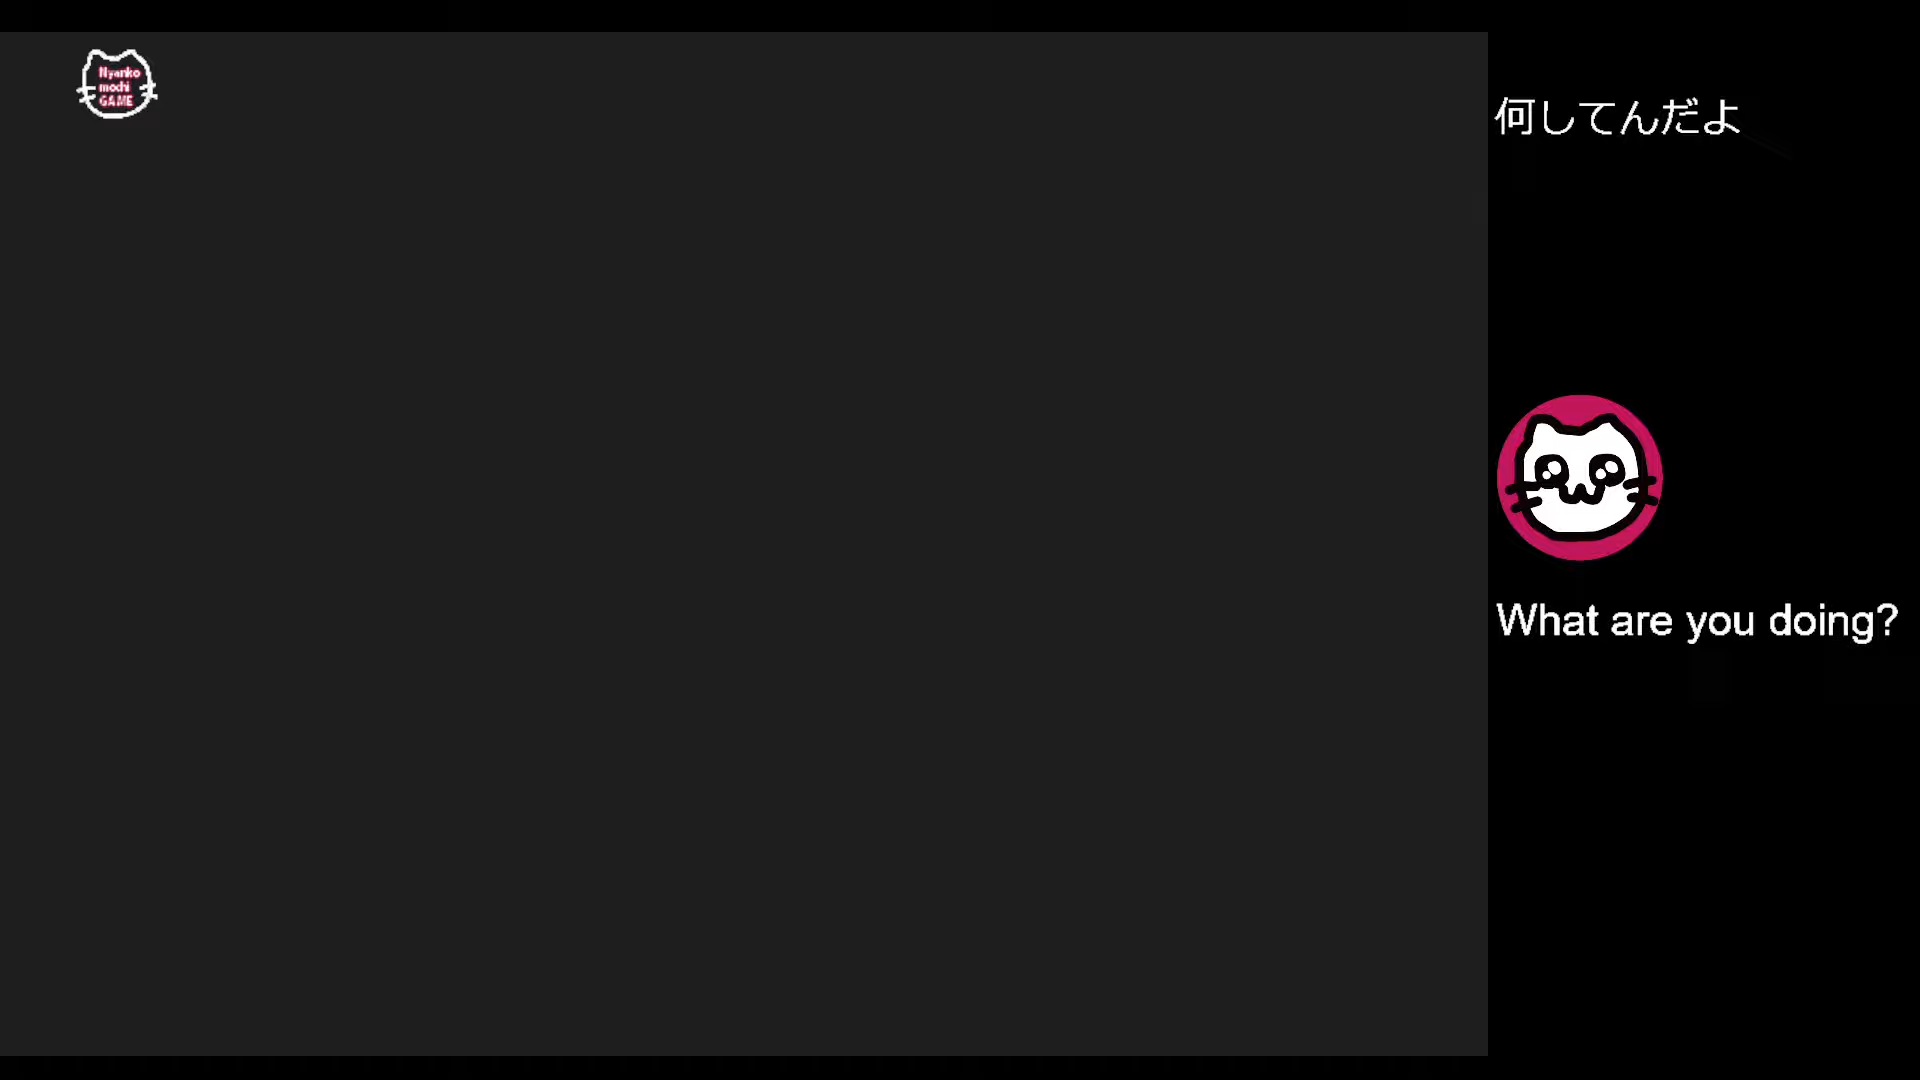 Nyanko
mochi
GAME
何してんだよ
What are you doing?